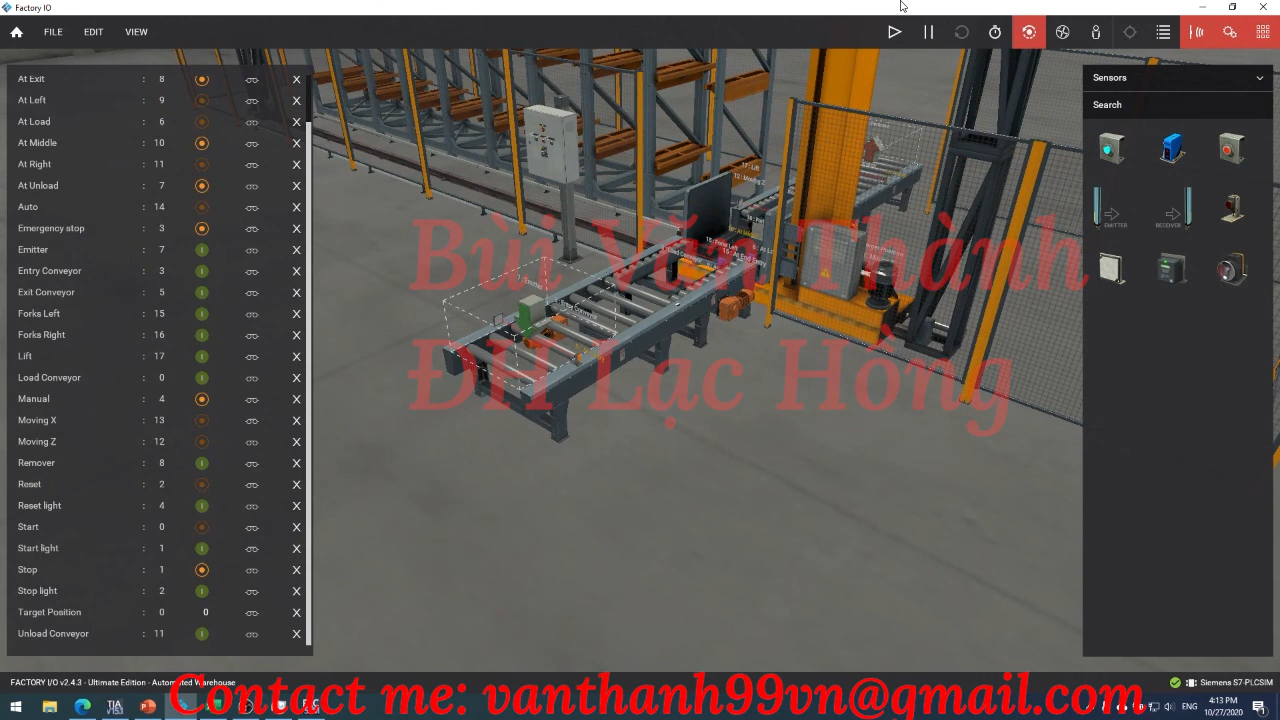 Factory IO
FILE EDIT VIEW
At Exit : 8 X
At Left : 9 X
At Load : 6 X
At Middle : 10 X
At Right : 11 X
At Unload : 7 X
Auto : 14 X
Emergency stop : 3 X
Emitter : 7 X
Entry Conveyor : 3 X
Exit Conveyor : 5 X
Forks Left : 15 X
Forks Right : 16 X
Lift : 17 X
Load Conveyor : 0 X
Manual : 4 X
Moving X : 13 X
Moving Z : 12 X
Remover : 8 X
Reset : 2 X
Reset light : 4 X
Start : 0 X
Start light : 1 X
Stop : 1 X
Stop light : 2 X
Target Position : 0 0 X
Unload Conveyor : 11 X
Sensors
Search
EMITTER RECEIVER
Bùi Văn Thành
ĐH Lạc Hồng
FACTORY I/O v2.4.3 - Ultimate Edition - Automated Warehouse
Siemens S7-PLCSIM
Contact me: vanthanh99vn@gmail.com
ENG
4:13 PM
10/27/2020